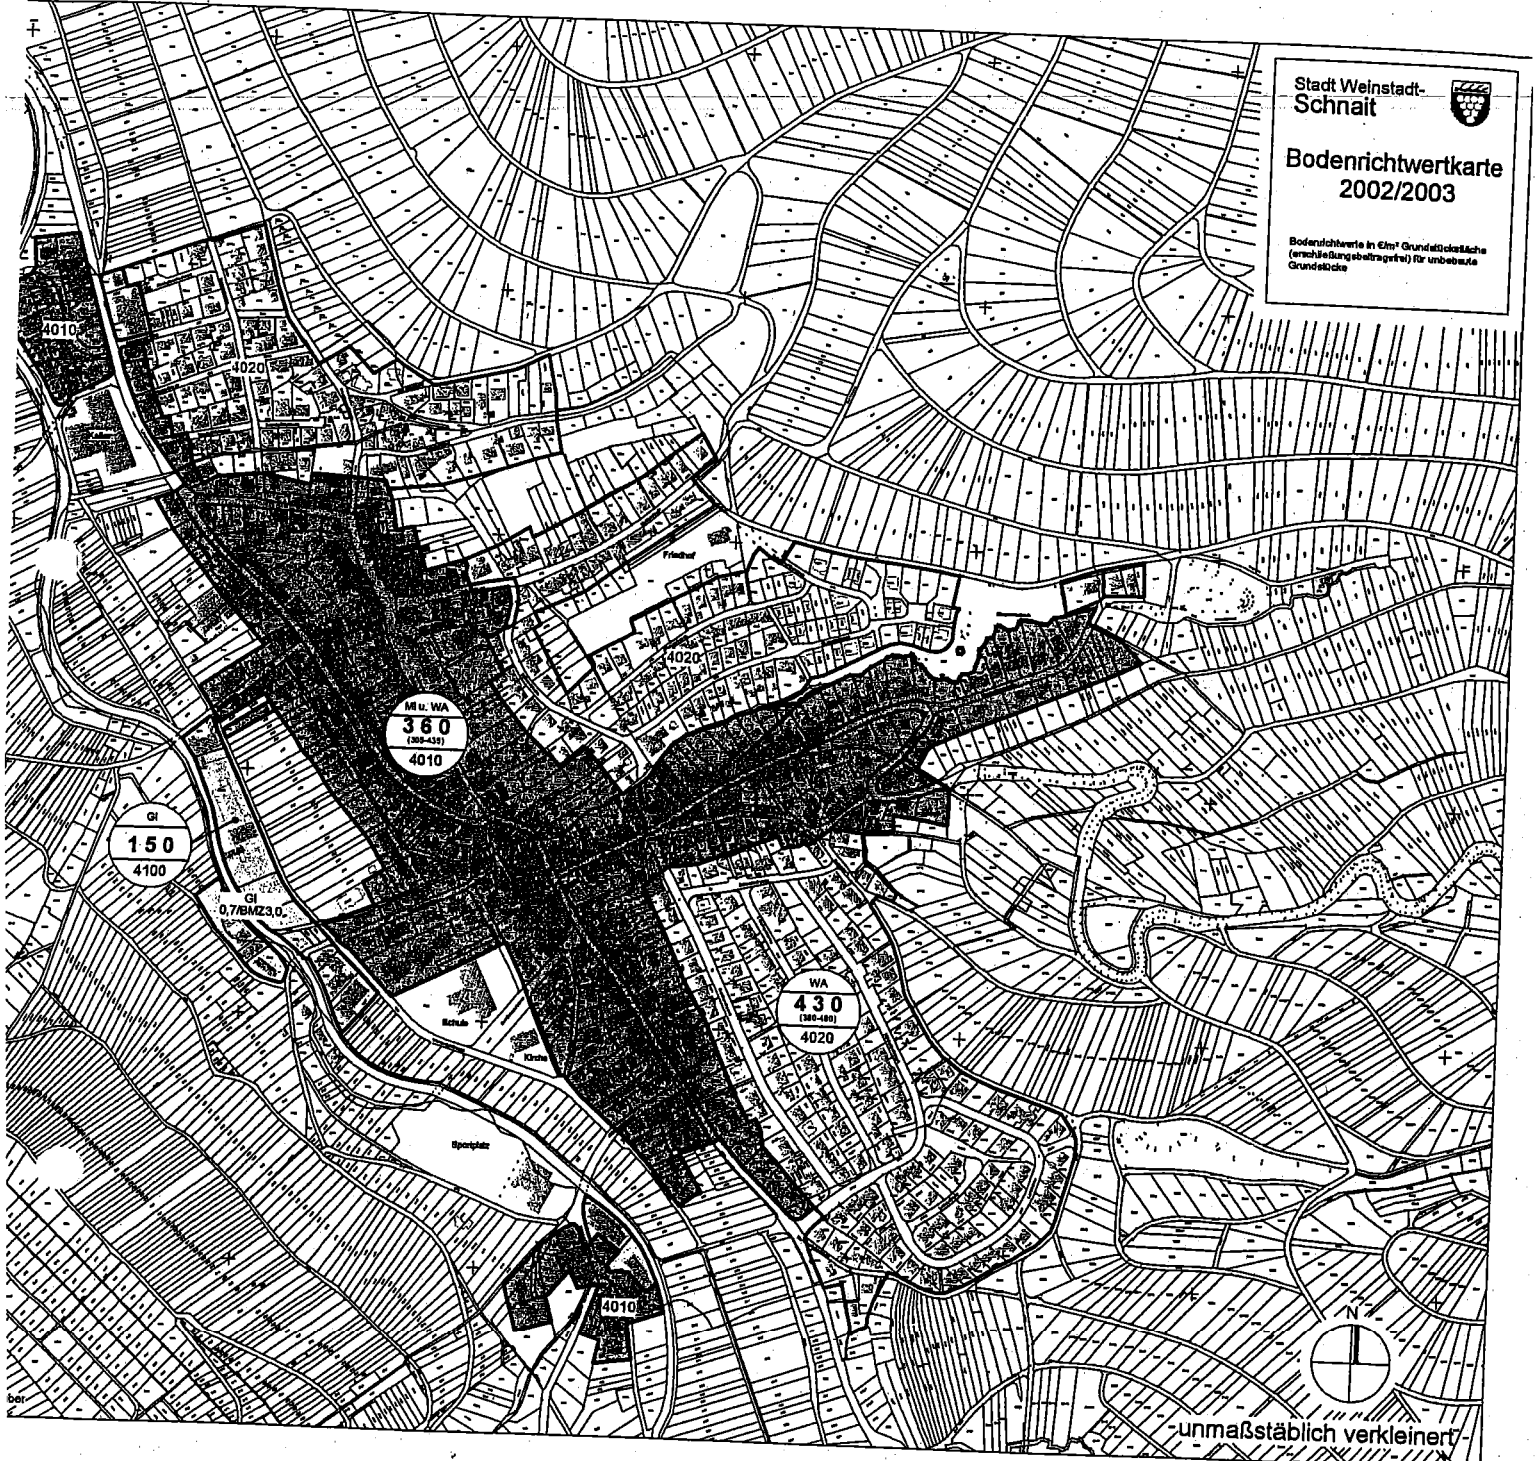 Stadt Weinstadt-
Schnait
Bodenrichtwertkarte
2002/2003
Bodenrichtwerte in €/m² Grundstücksfläche
(erschließungsbeitragsfrei) für unbebaute
Grundstücke
4010
4020
Friedhof
4020
MI u. WA
360
4010
GI
150
4100
GI
0,7/BMZ3,0
Schule
Kirche
WA
430
(380-480)
4020
Sportplatz
4010
N
unmaßstäblich verkleinert